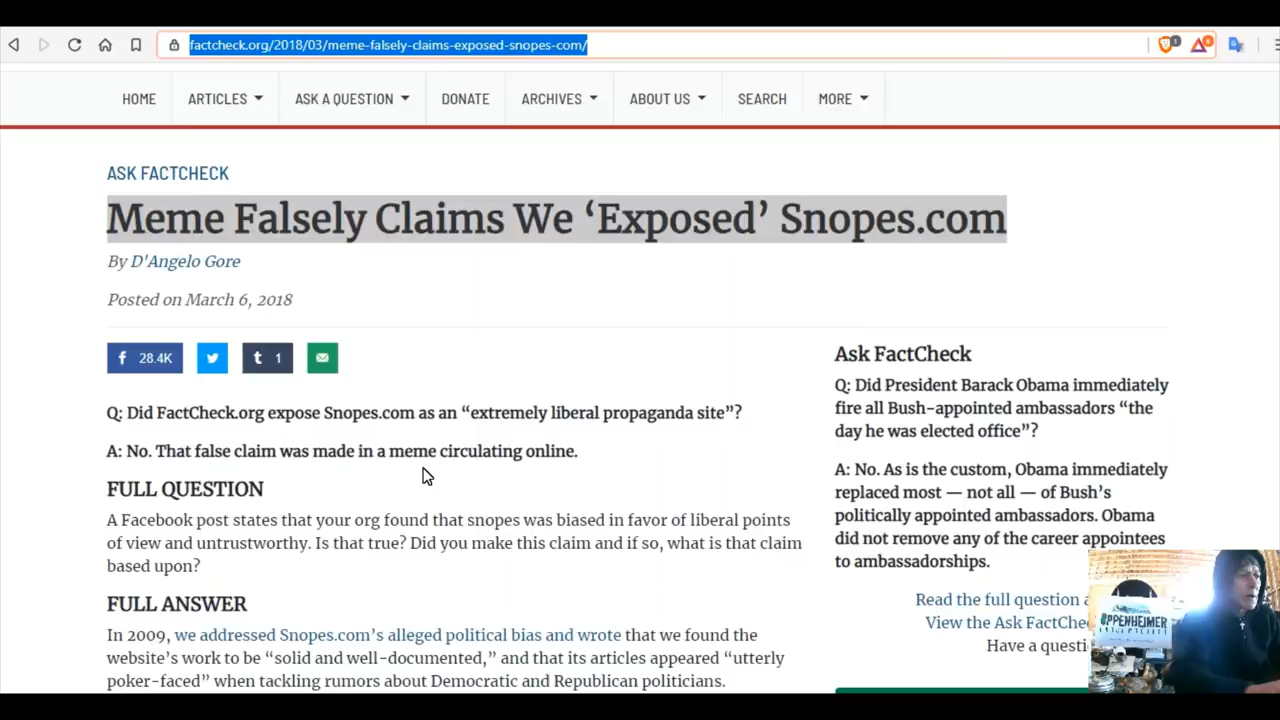 factcheck.org/2018/03/meme-falsely-claims-exposed-snopes-com/
HOME ARTICLES ASK A QUESTION DONATE ARCHIVES ABOUT US SEARCH MORE
ASK FACTCHECK
Meme Falsely Claims We ‘Exposed’ Snopes.com
By D'Angelo Gore
Posted on March 6, 2018
28.4K 1
Q: Did FactCheck.org expose Snopes.com as an “extremely liberal propaganda site”?
A: No. That false claim was made in a meme circulating online.
FULL QUESTION
A Facebook post states that your org found that snopes was biased in favor of liberal points
of view and untrustworthy. Is that true? Did you make this claim and if so, what is that claim
based upon?
FULL ANSWER
In 2009, we addressed Snopes.com’s alleged political bias and wrote that we found the
website’s work to be “solid and well-documented,” and that its articles appeared “utterly
poker-faced” when tackling rumors about Democratic and Republican politicians.
Ask FactCheck
Q: Did President Barack Obama immediately
fire all Bush-appointed ambassadors “the
day he was elected office”?
A: No. As is the custom, Obama immediately
replaced most — not all — of Bush’s
politically appointed ambassadors. Obama
did not remove any of the career appointees
to ambassadorships.
Read the full question
View the Ask FactChe
Have a questi
OPPENHEIMER